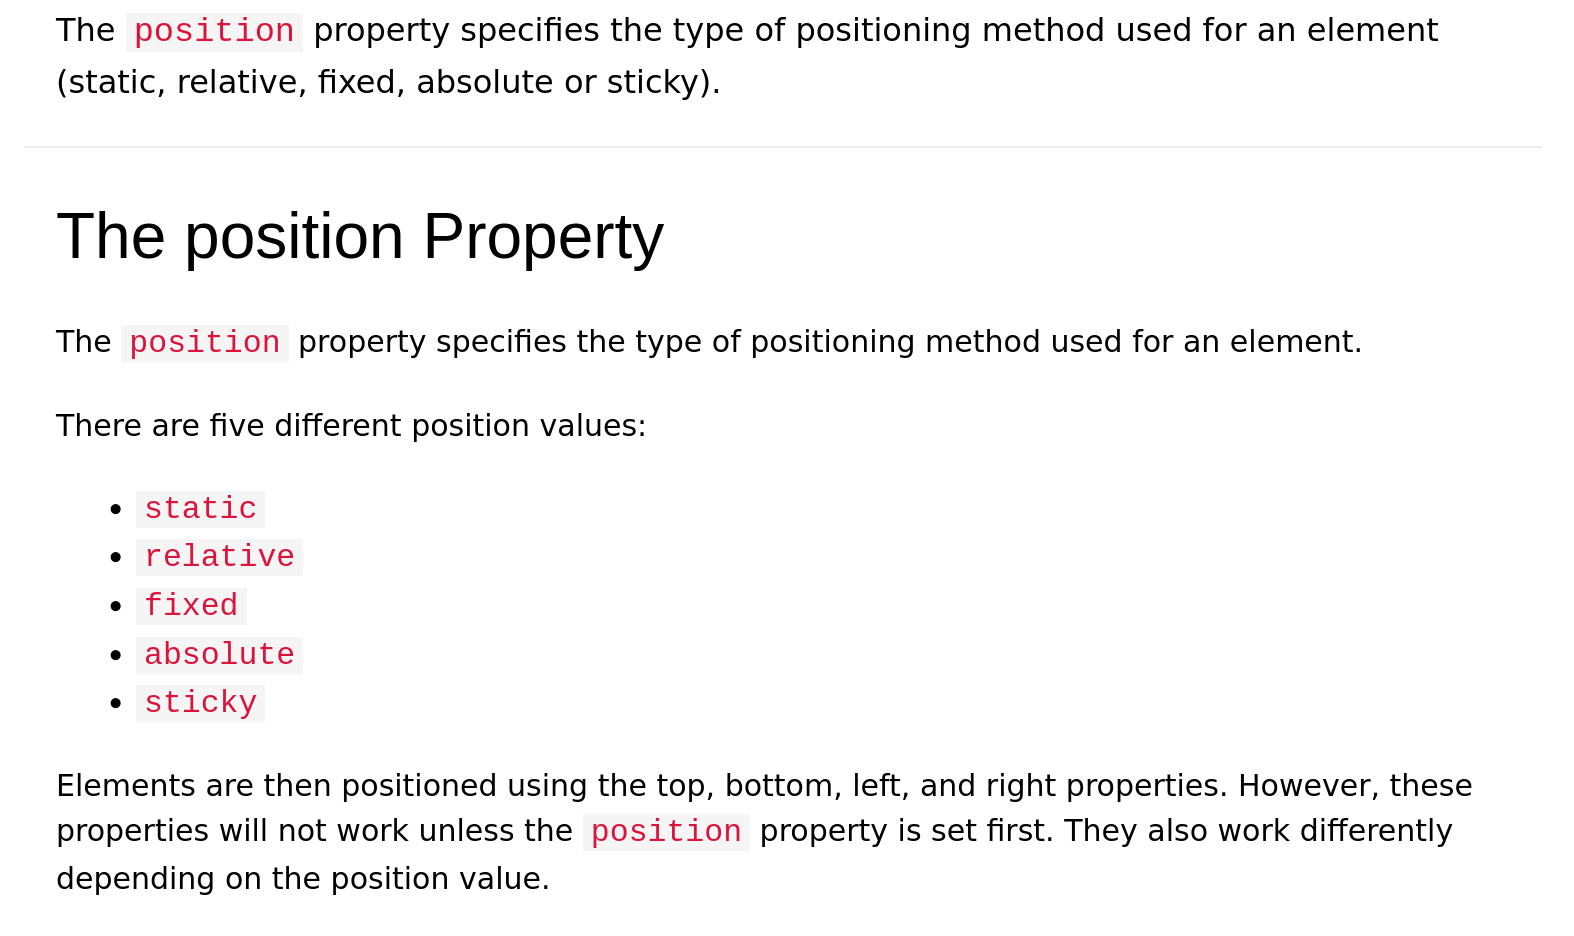 The position property specifies the type of positioning method used for an element
(static, relative, fixed, absolute or sticky).
The position Property
The position property specifies the type of positioning method used for an element.
There are five different position values:
• static
• relative
• fixed
• absolute
• sticky
Elements are then positioned using the top, bottom, left, and right properties. However, these
properties will not work unless the position property is set first. They also work differently
depending on the position value.